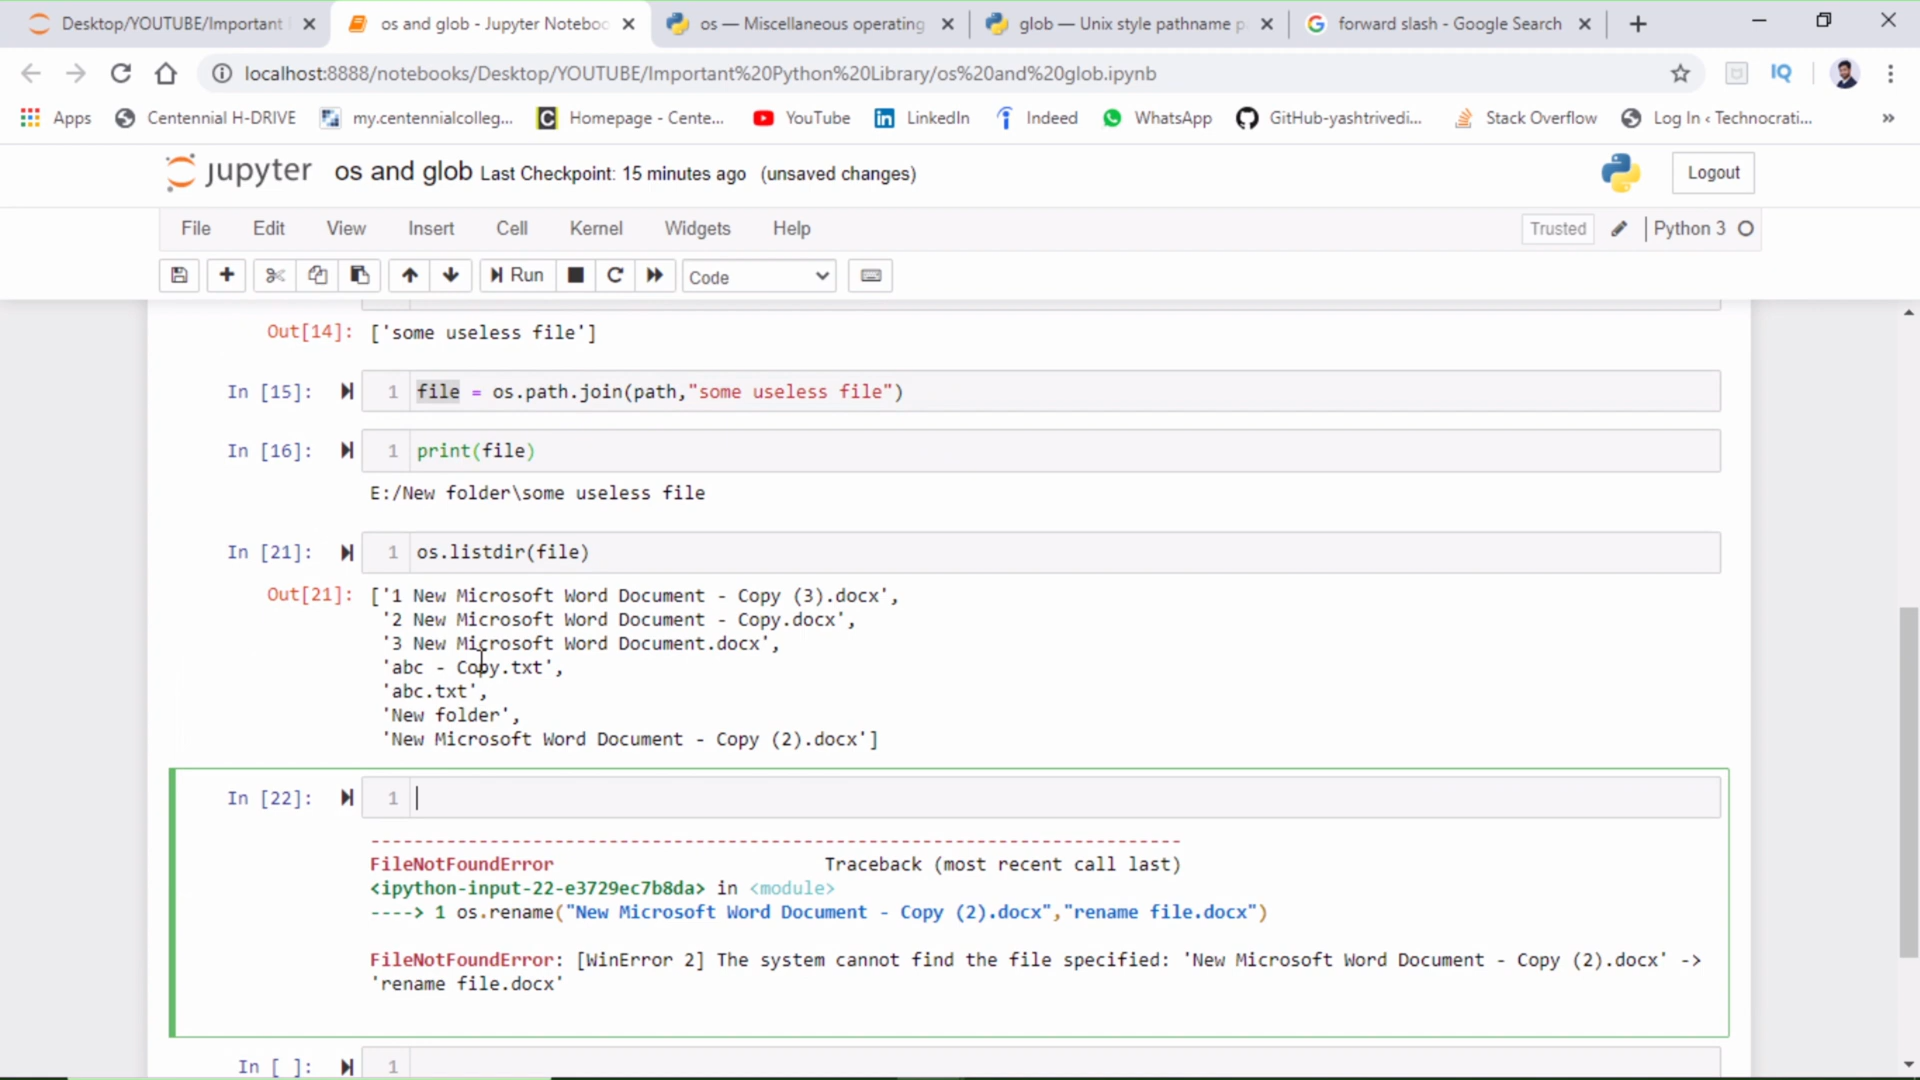 Desktop/YOUTUBE/Important
os and glob - Jupyter Noteboo
os — Miscellaneous operating
glob — Unix style pathname p
forward slash - Google Search
localhost:8888/notebooks/Desktop/YOUTUBE/Important%20Python%20Library/os%20and%20glob.ipynb
IQ
Apps
Centennial H-DRIVE
my.centennialcolleg...
Homepage - Cente...
YouTube
LinkedIn
Indeed
WhatsApp
GitHub-yashtrivedi...
Stack Overflow
Log In ‹ Technocrati...
»
jupyter os and glob Last Checkpoint: 15 minutes ago (unsaved changes)
Logout
File Edit View Insert Cell Kernel Widgets Help
Trusted
Python 3
Run
Code
Out[14]: ['some useless file']
In [15]: 1 file = os.path.join(path,"some useless file")
In [16]: 1 print(file)
E:/New folder\some useless file
In [21]: 1 os.listdir(file)
Out[21]: ['1 New Microsoft Word Document - Copy (3).docx',
'2 New Microsoft Word Document - Copy.docx',
'3 New Microsoft Word Document.docx',
'abc - Copy.txt',
'abc.txt',
'New folder',
'New Microsoft Word Document - Copy (2).docx']
In [22]: 1
---------------------------------------------------------------------------
FileNotFoundError Traceback (most recent call last)
<ipython-input-22-e3729ec7b8da> in <module>
----> 1 os.rename("New Microsoft Word Document - Copy (2).docx","rename file.docx")
FileNotFoundError: [WinError 2] The system cannot find the file specified: 'New Microsoft Word Document - Copy (2).docx' ->
'rename file.docx'
In [ ]: 1